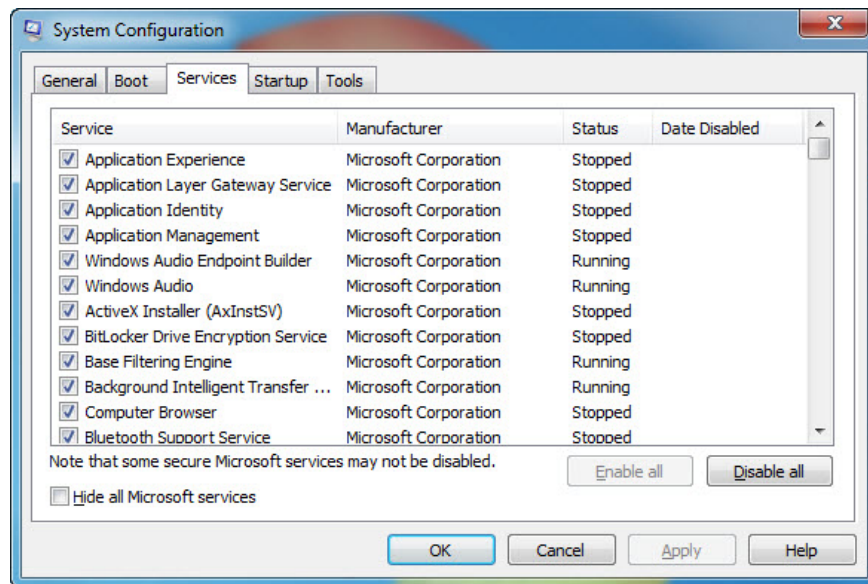 System Configuration
General Boot Services Startup Tools
Service Manufacturer Status Date Disabled
Application Experience Microsoft Corporation Stopped
Application Layer Gateway Service Microsoft Corporation Stopped
Application Identity Microsoft Corporation Stopped
Application Management Microsoft Corporation Stopped
Windows Audio Endpoint Builder Microsoft Corporation Running
Windows Audio Microsoft Corporation Running
ActiveX Installer (AxInstSV) Microsoft Corporation Stopped
BitLocker Drive Encryption Service Microsoft Corporation Stopped
Base Filtering Engine Microsoft Corporation Running
Background Intelligent Transfer ... Microsoft Corporation Running
Computer Browser Microsoft Corporation Stopped
Bluetooth Support Service Microsoft Corporation Stopped
Note that some secure Microsoft services may not be disabled.
Enable all Disable all
Hide all Microsoft services
OK Cancel Apply Help